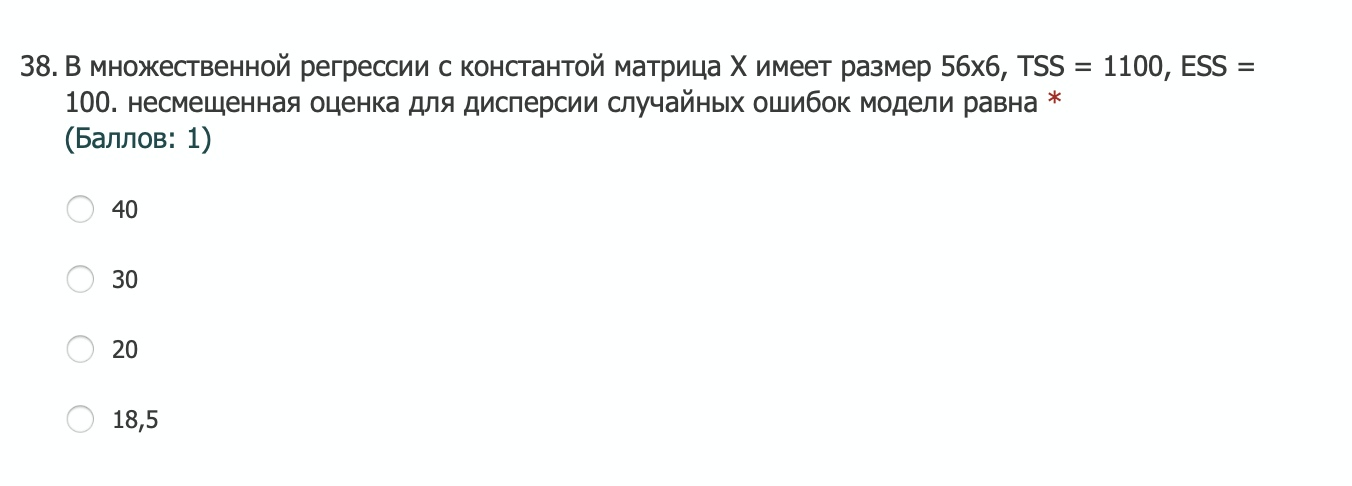 38. В множественной регрессии с константой матрица X имеет размер 56x6, TSS = 1100, ESS =
100. несмещенная оценка для дисперсии случайных ошибок модели равна *
(Баллов: 1)
40
30
20
18,5